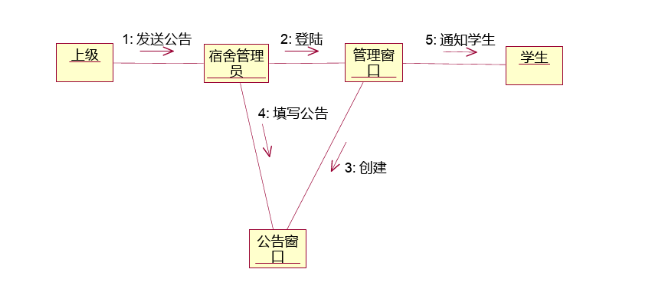 1: 发送公告
2: 登陆
5: 通知学生
上级
宿舍管理
员
管理窗
口
学生
4: 填写公告
3: 创建
公告窗
口